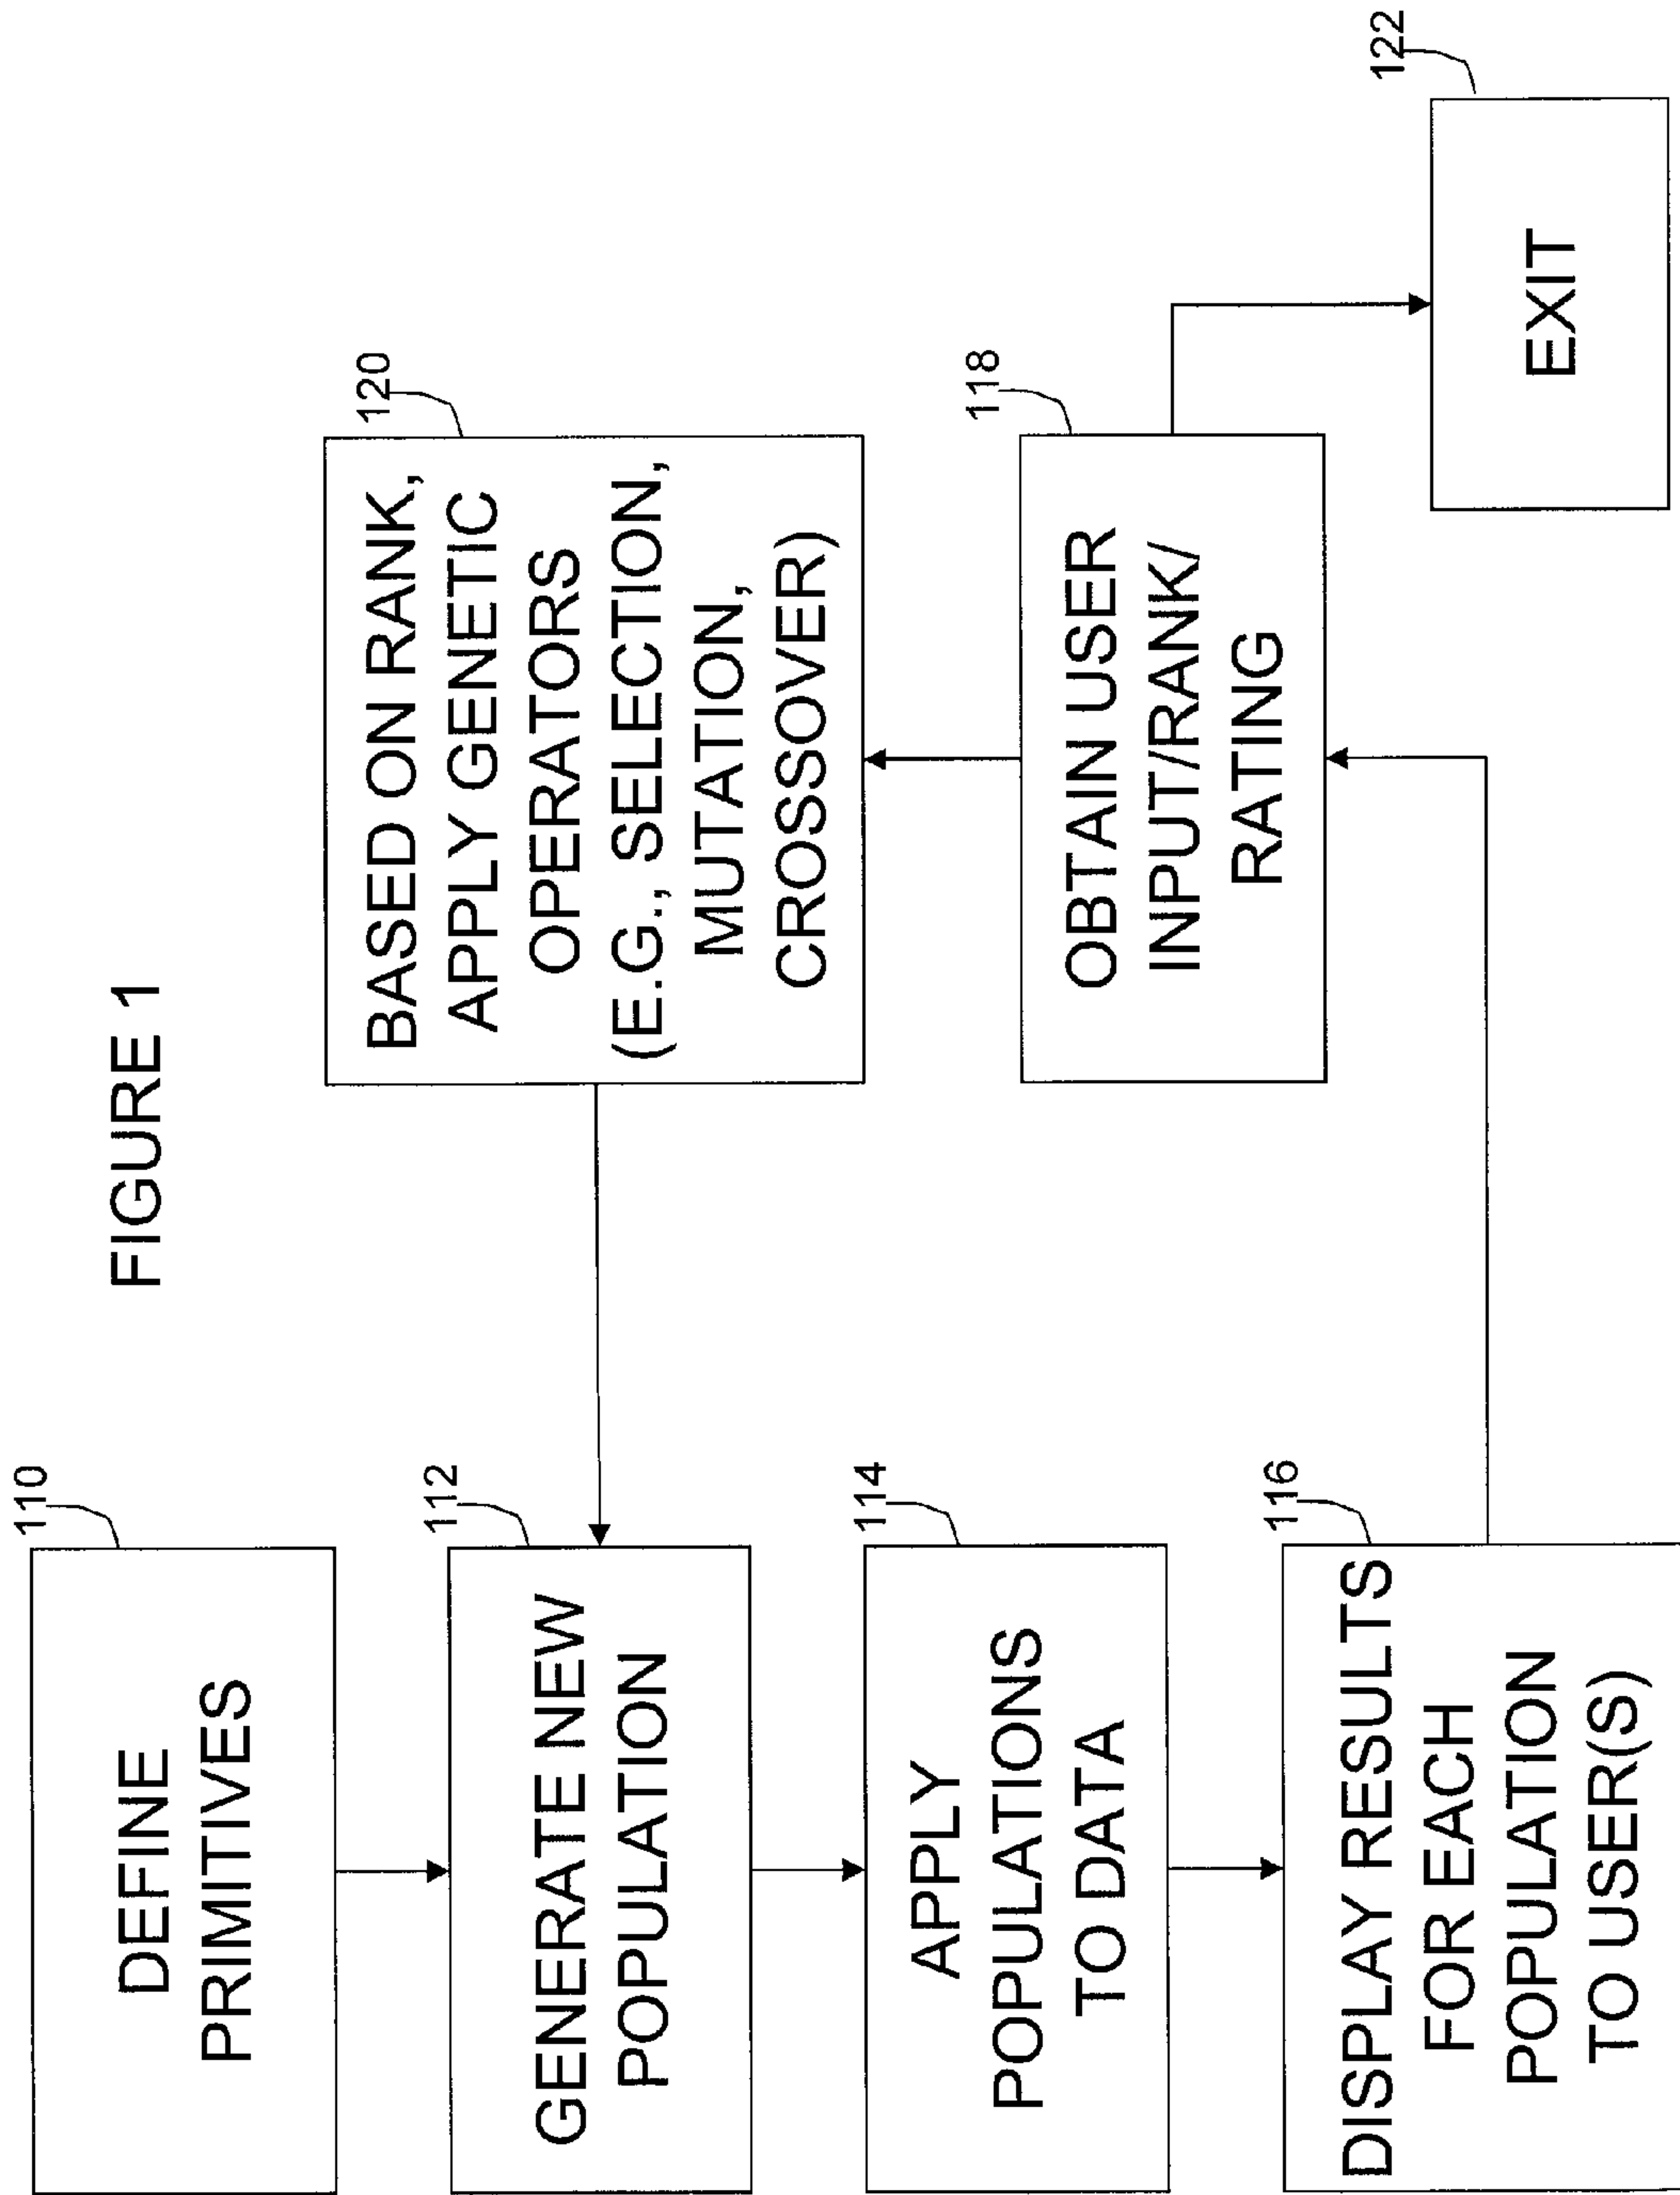 FIGURE 1
110
DEFINE
PRIMITIVES
112
GENERATE NEW
POPULATION
114
APPLY
POPULATIONS
TO DATA
116
DISPLAY RESULTS
FOR EACH
POPULATION
TO USER(S)
118
OBTAIN USER
INPUT/RANK/
RATING
120
BASED ON RANK,
APPLY GENETIC
OPERATORS
(E.G., SELECTION,
MUTATION,
CROSSOVER)
122
EXIT